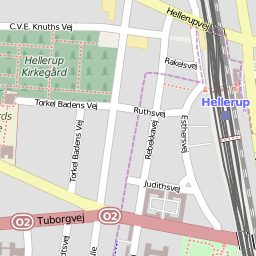 C.V.E. Knuths Vej
Hellerupvej
Hellerup
Kirkegård
Rakelsvej
Torkel Badens Vej
Ruthsvej
Hellerup
Rebekkavej
Esthersvej
Torkel Badens Vej
Judithsvej
O2
Tuborgvej
O2
O2